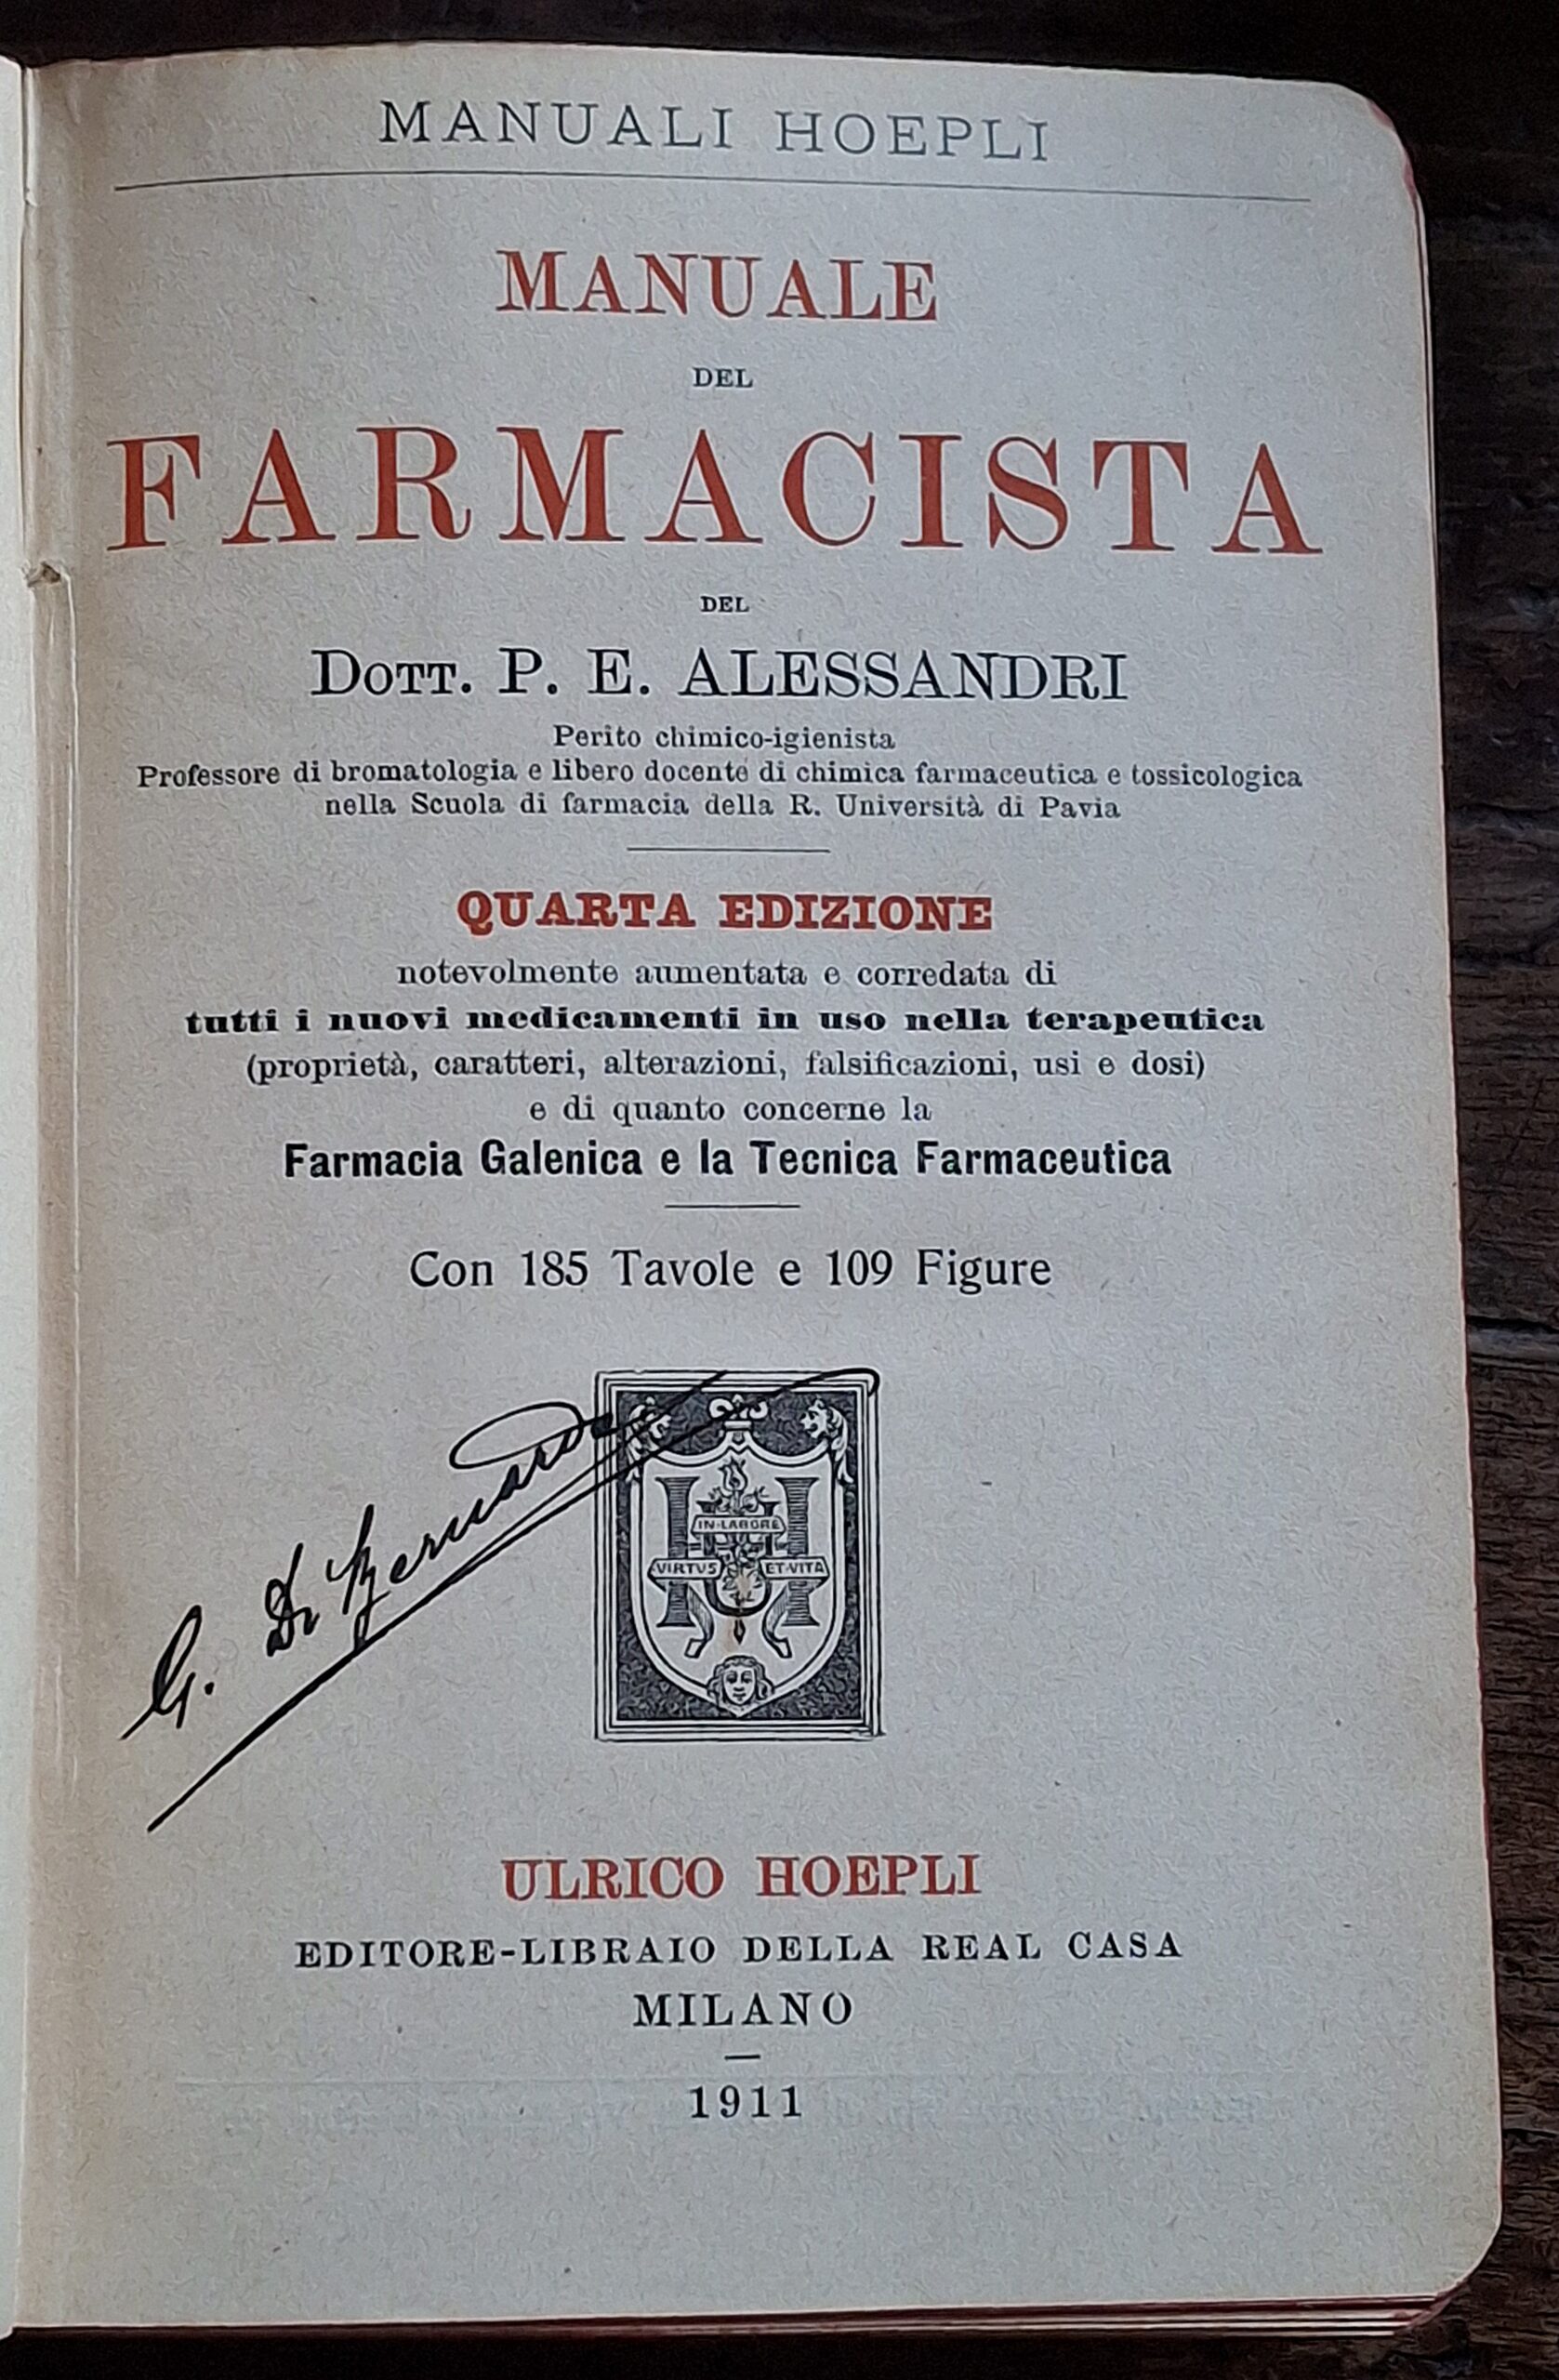 MANUALI HOEPLI
MANUALE
DEL
FARMACISTA
DEL
DOTT. P. E. ALESSANDRI
Perito chimico-igienista
Professore di bromatologia e libero docente di chimica farmaceutica e tossicologica
nella Scuola di farmacia della R. Università di Pavia
QUARTA EDIZIONE
notevolmente aumentata e corredata di
tutti i nuovi medicamenti in uso nella terapeutica
(proprietà, caratteri, alterazioni, falsificazioni, usi e dosi)
e di quanto concerne la
Farmacia Galenica e la Tecnica Farmaceutica
Con 185 Tavole e 109 Figure
G. Di Bernardo
IN·LABORE
VIRTVS ET·VITA
ULRICO HOEPLI
EDITORE-LIBRAIO DELLA REAL CASA
MILANO
1911